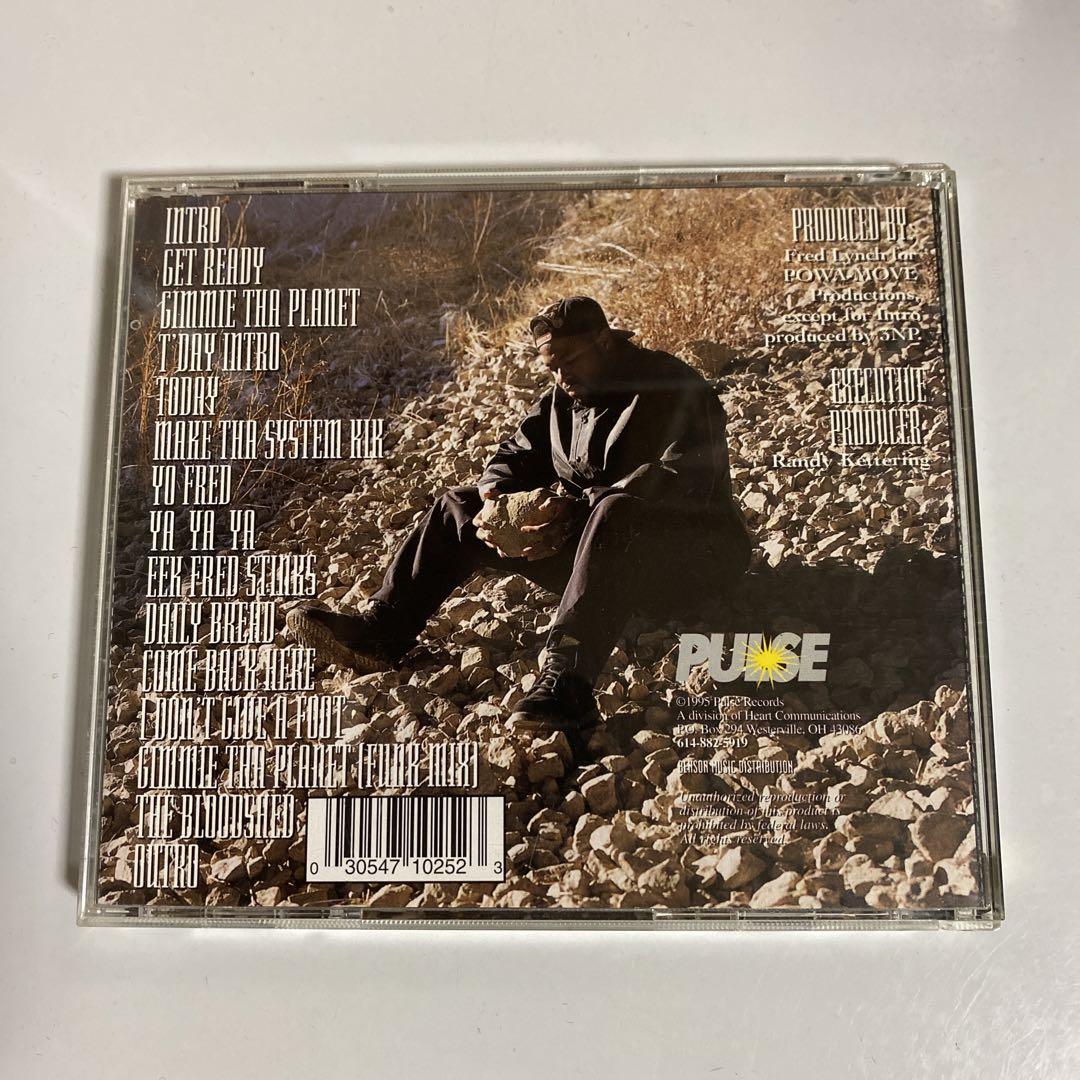 INTRO
GET READY
GIMMIE THA PLANET
T'DAY INTRO
TODAY
MAKE THA SYSTEM KIK
YO FRED
YA YA YA
EEK FRED STINKS
DAILY BREAD
COME BACK HERE
I DON'T GIVE A FOOT
GIMMIE THA PLANET (FUNK MIX)
THE BLOODSHED
OUTRO
0 30547 10252 3
PRODUCED BY:
Fred Lynch for
POWA-MOVE
Productions,
except for Intro
produced by 3NP.
EXECUTIVE
PRODUCER
Randy Kettering
PULSE
©1995 Pulse Records
A division of Heart Communications
P.O. Box 294 Westerville, OH 43086
614-882-5919
MUSIC DISTRIBUTION
Unauthorized reproduction or
distribution of this product is
prohibited by federal laws.
All rights reserved.